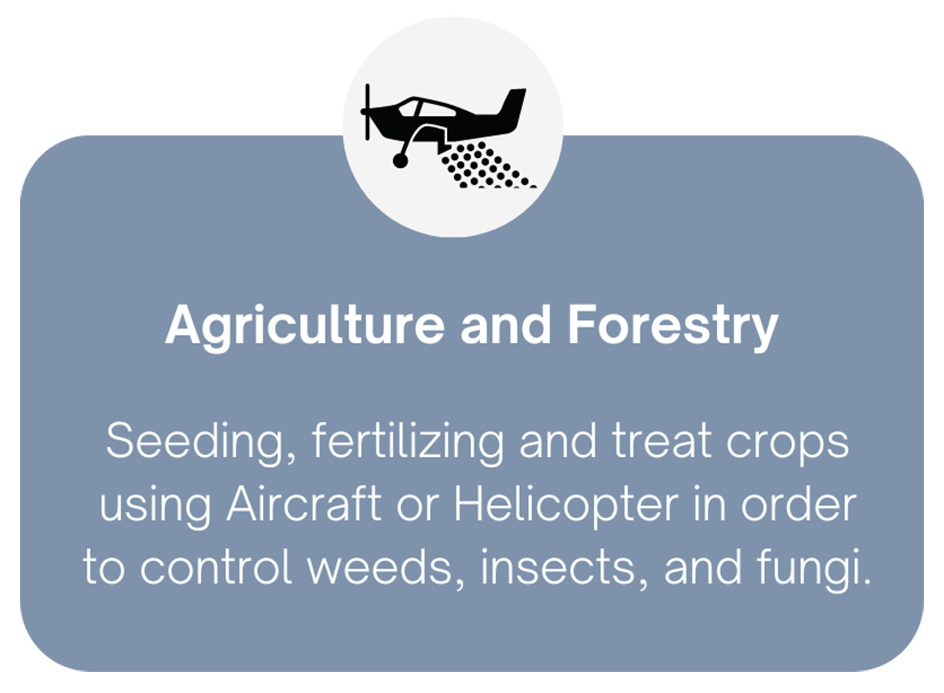 Agriculture and Forestry
Seeding, fertilizing and treat crops
using Aircraft or Helicopter in order
to control weeds, insects, and fungi.